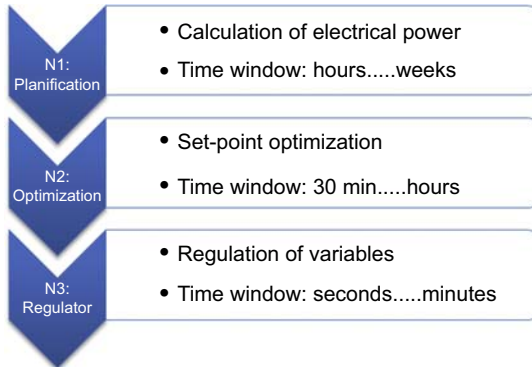 N1:
Planification
• Calculation of electrical power
• Time window: hours.....weeks
N2:
Optimization
• Set-point optimization
• Time window: 30 min.....hours
N3:
Regulator
• Regulation of variables
• Time window: seconds.....minutes